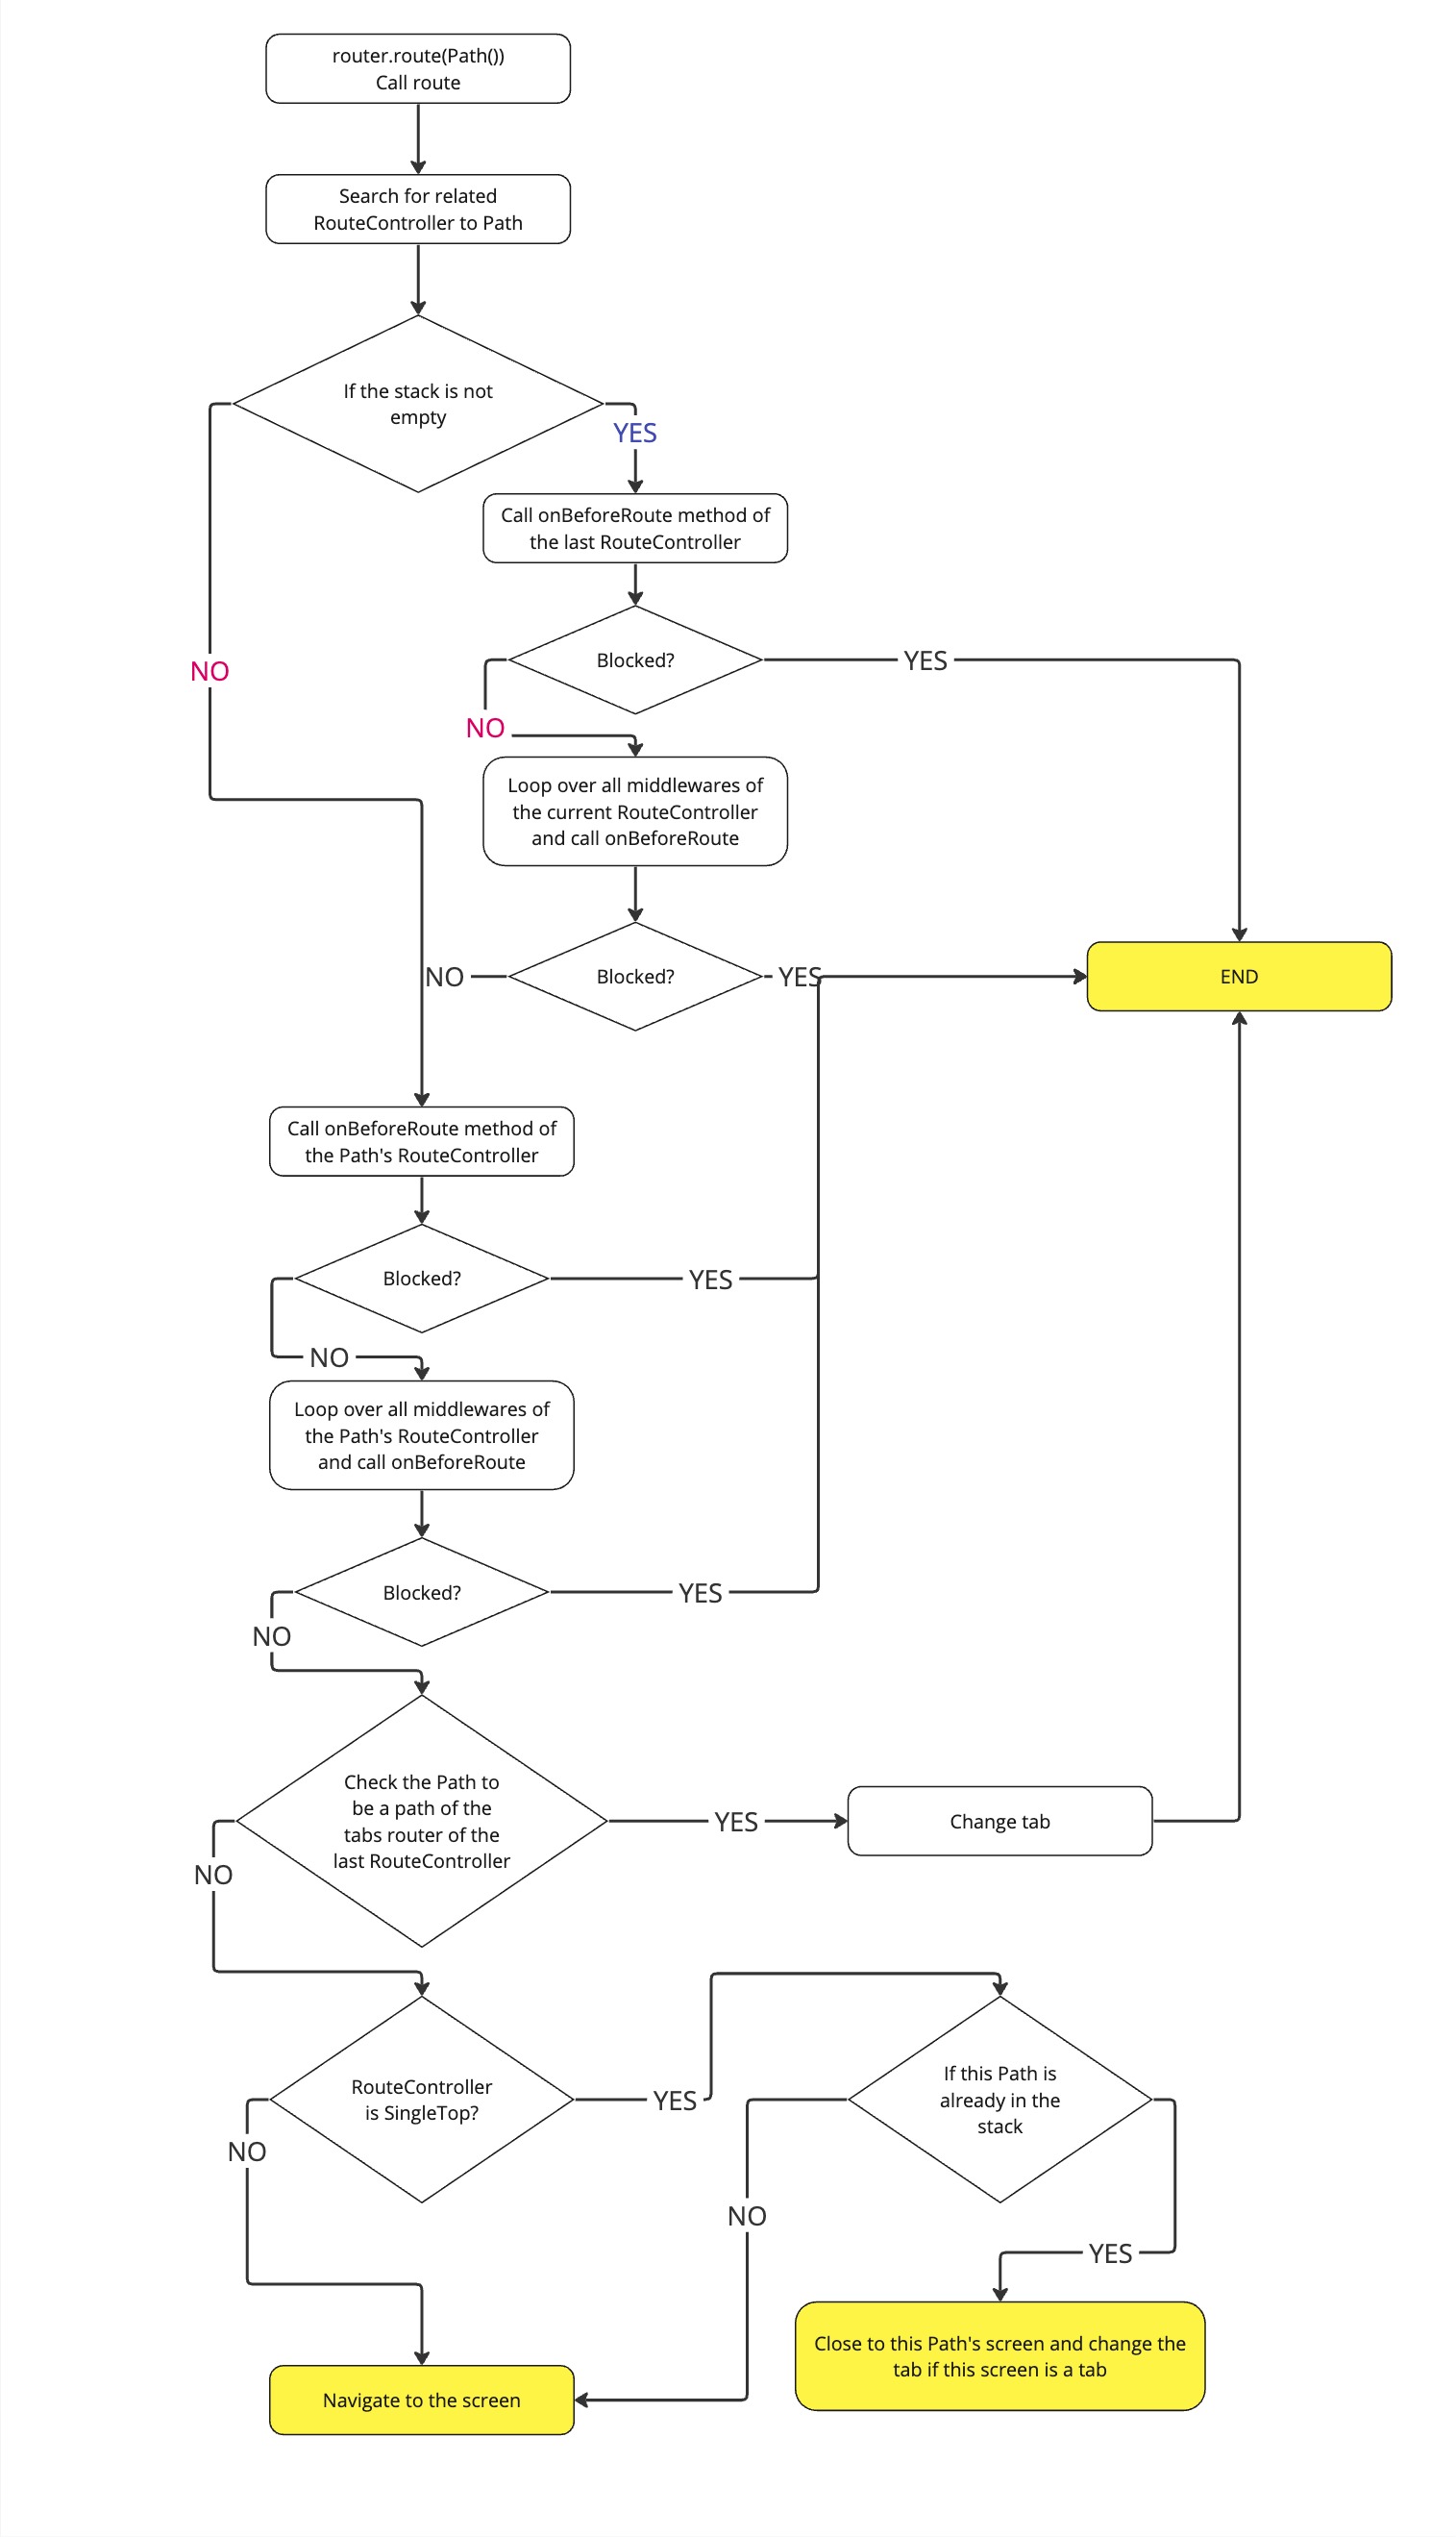 router.route(Path())
Call route
Search for related
RouteController to Path
If the stack is not
empty
YES
Call onBeforeRoute method of
the last RouteController
Blocked?
YES
NO
NO
Loop over all middlewares of
the current RouteController
and call onBeforeRoute
NO
Blocked?
YES
END
Call onBeforeRoute method of
the Path's RouteController
Blocked?
YES
NO
Loop over all middlewares of
the Path's RouteController
and call onBeforeRoute
Blocked?
YES
NO
Check the Path to
be a path of the
tabs router of the
last RouteController
YES
Change tab
NO
RouteController
is SingleTop?
YES
If this Path is
already in the
stack
NO
NO
YES
Close to this Path's screen and change the
tab if this screen is a tab
Navigate to the screen